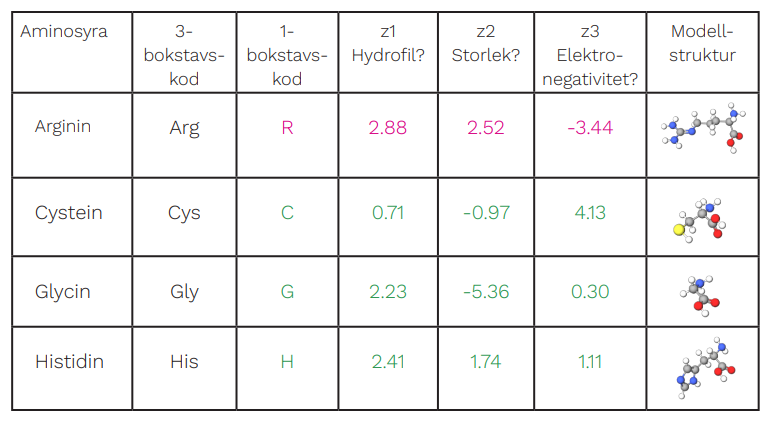 Aminosyra
3-
bokstavs-
kod
1-
bokstavs-
kod
z1
Hydrofil?
z2
Storlek?
z3
Elektro-
negativitet?
Modell-
struktur
Arginin Arg R 2.88 2.52 -3.44
Cystein Cys C 0.71 -0.97 4.13
Glycin Gly G 2.23 -5.36 0.30
Histidin His H 2.41 1.74 1.11